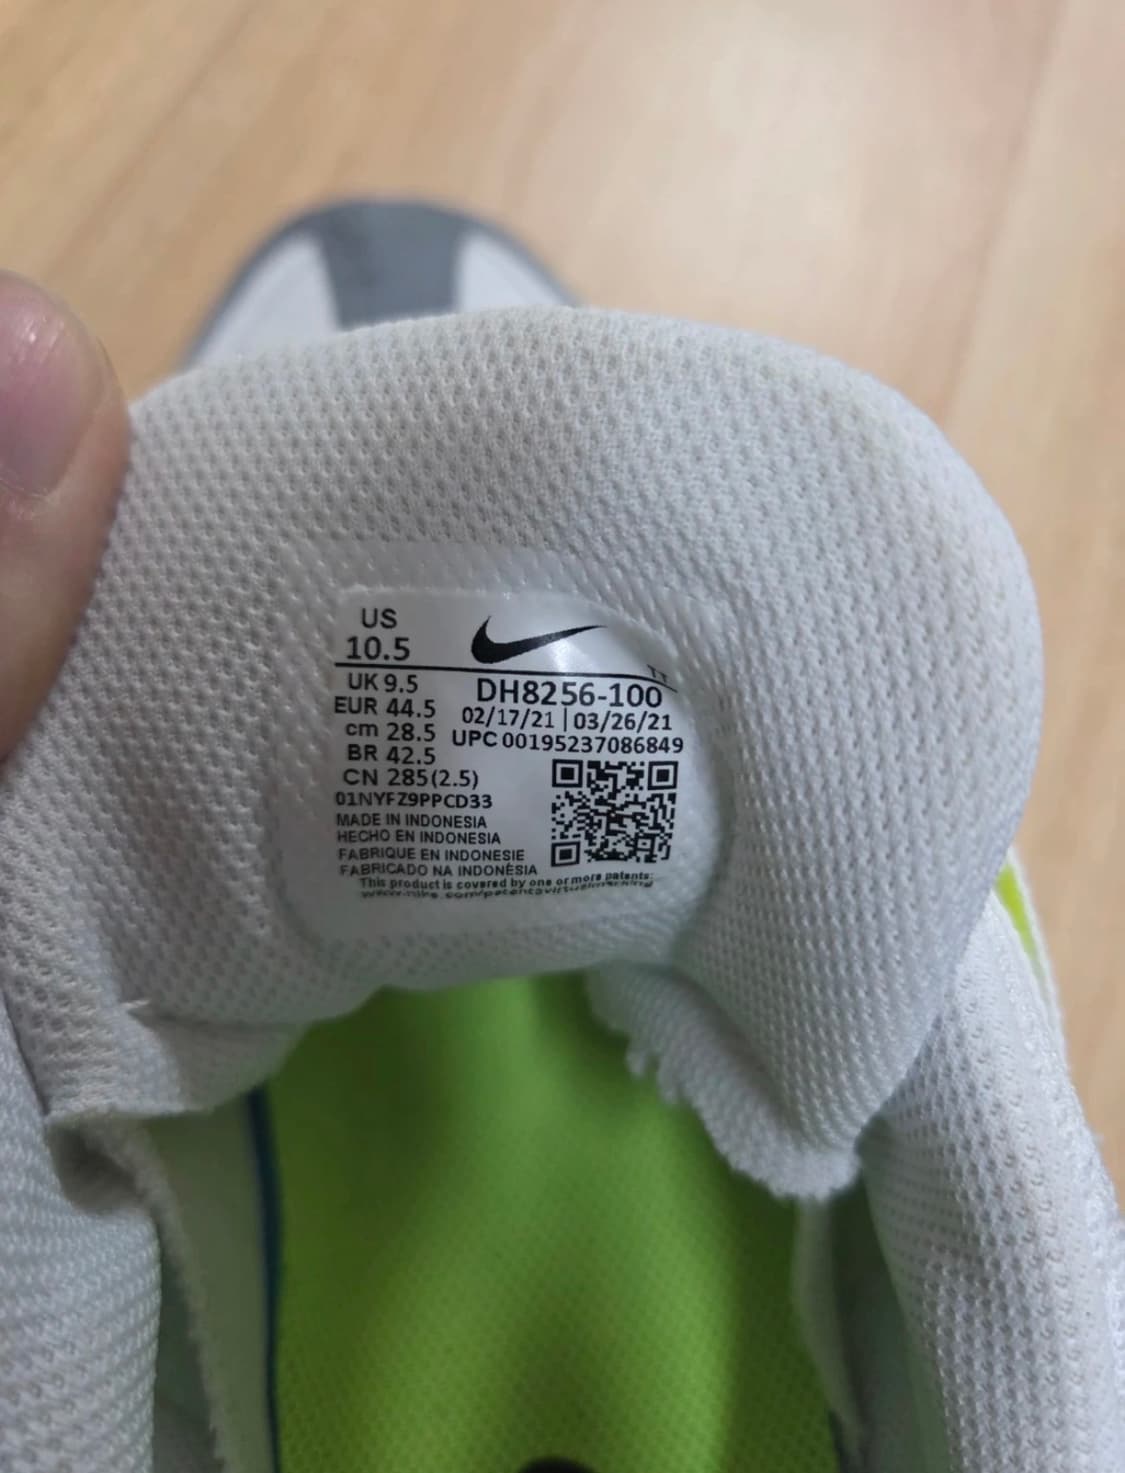 US
10.5
UK 9.5
EUR 44.5
cm 28.5
BR 42.5
CN 285(2.5)
01NYFZ9PPCD33
MADE IN INDONESIA
HECHO EN INDONESIA
FABRIQUE EN INDONESIE
FABRICADO NA INDONÉSIA
DH8256-100
02/17/21 | 03/26/21
UPC 00195237086849
This product is covered by one or more patents: